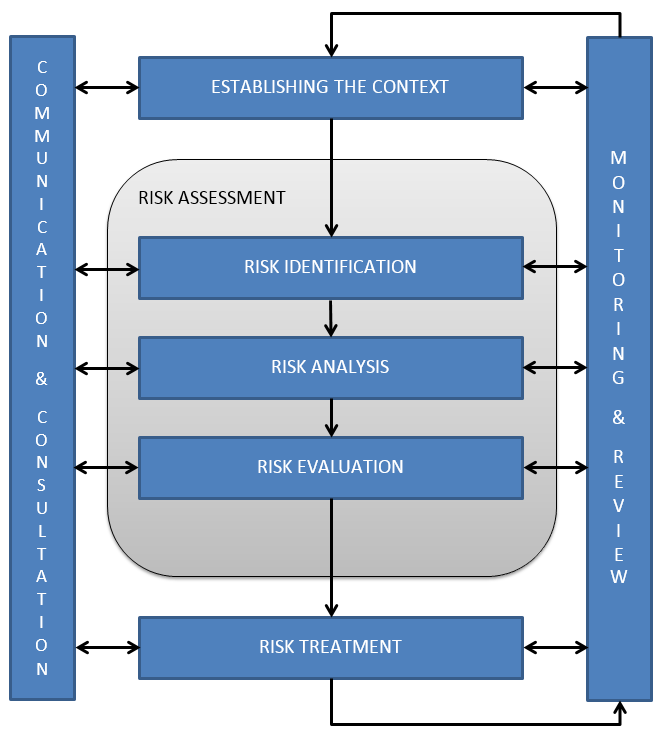 COMMUNICATION & CONSULTATION
ESTABLISHING THE CONTEXT
RISK ASSESSMENT
RISK IDENTIFICATION
RISK ANALYSIS
RISK EVALUATION
RISK TREATMENT
MONITORING & REVIEW